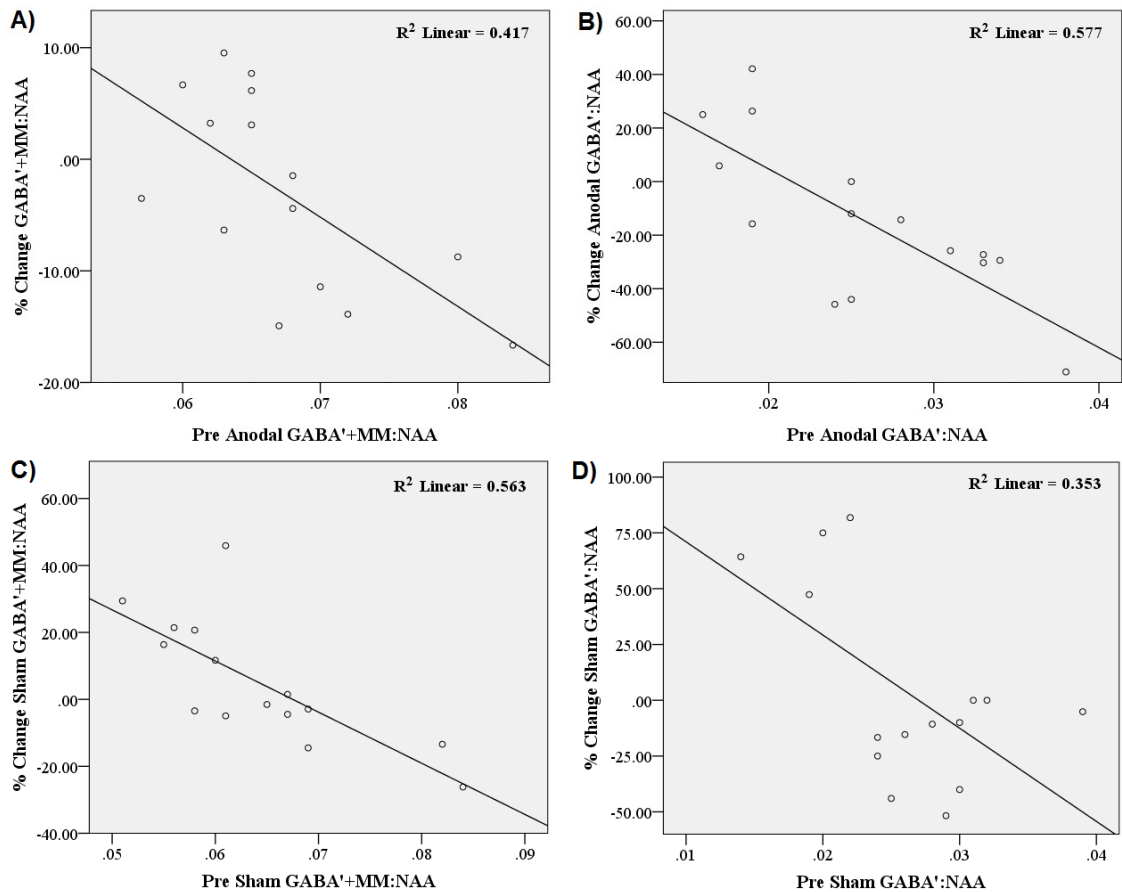 A)
R² Linear = 0.417
10.00
.00
-10.00
-20.00
% Change GABA'+MM:NAA
.06
.07
.08
Pre Anodal GABA'+MM:NAA
B)
R² Linear = 0.577
60.00
40.00
20.00
.00
-20.00
-40.00
-60.00
% Change Anodal GABA':NAA
.02
.03
.04
Pre Anodal GABA':NAA
C)
R² Linear = 0.563
60.00
40.00
20.00
.00
-20.00
-40.00
% Change Sham GABA'+MM:NAA
.05
.06
.07
.08
.09
Pre Sham GABA'+MM:NAA
D)
R² Linear = 0.353
100.00
75.00
50.00
25.00
.00
-25.00
-50.00
% Change Sham GABA':NAA
.01
.02
.03
.04
Pre Sham GABA':NAA